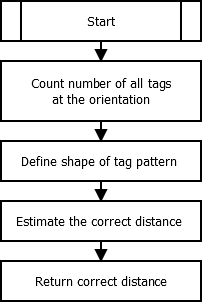 Start
Count number of all tags
at the orientation
Define shape of tag pattern
Estimate the correct distance
Return correct distance